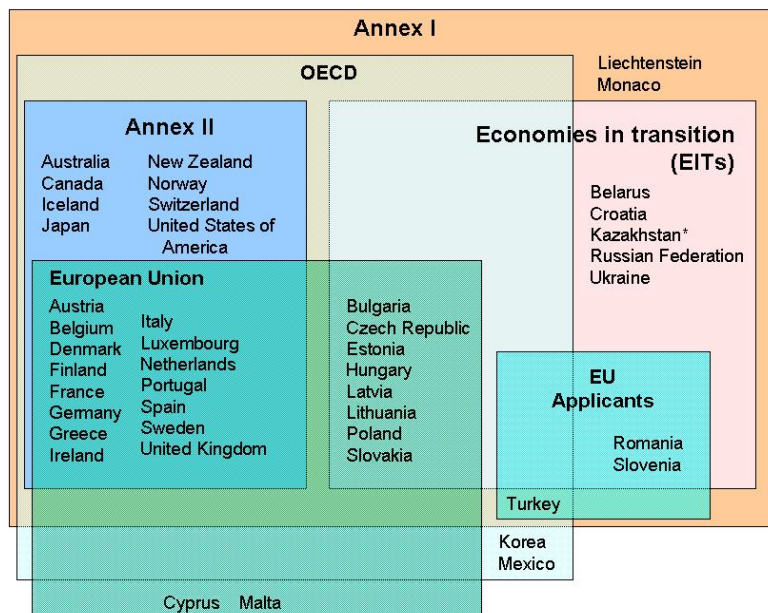 Annex I
OECD
Liechtenstein
Monaco
Annex II
Australia
Canada
Iceland
Japan
New Zealand
Norway
Switzerland
United States of
America
Economies in transition
(EITs)
Belarus
Croatia
Kazakhstan*
Russian Federation
Ukraine
European Union
Austria
Belgium
Denmark
Finland
France
Germany
Greece
Ireland
Italy
Luxembourg
Netherlands
Portugal
Spain
Sweden
United Kingdom
Bulgaria
Czech Republic
Estonia
Hungary
Latvia
Lithuania
Poland
Slovakia
EU
Applicants
Romania
Slovenia
Turkey
Korea
Mexico
Cyprus Malta